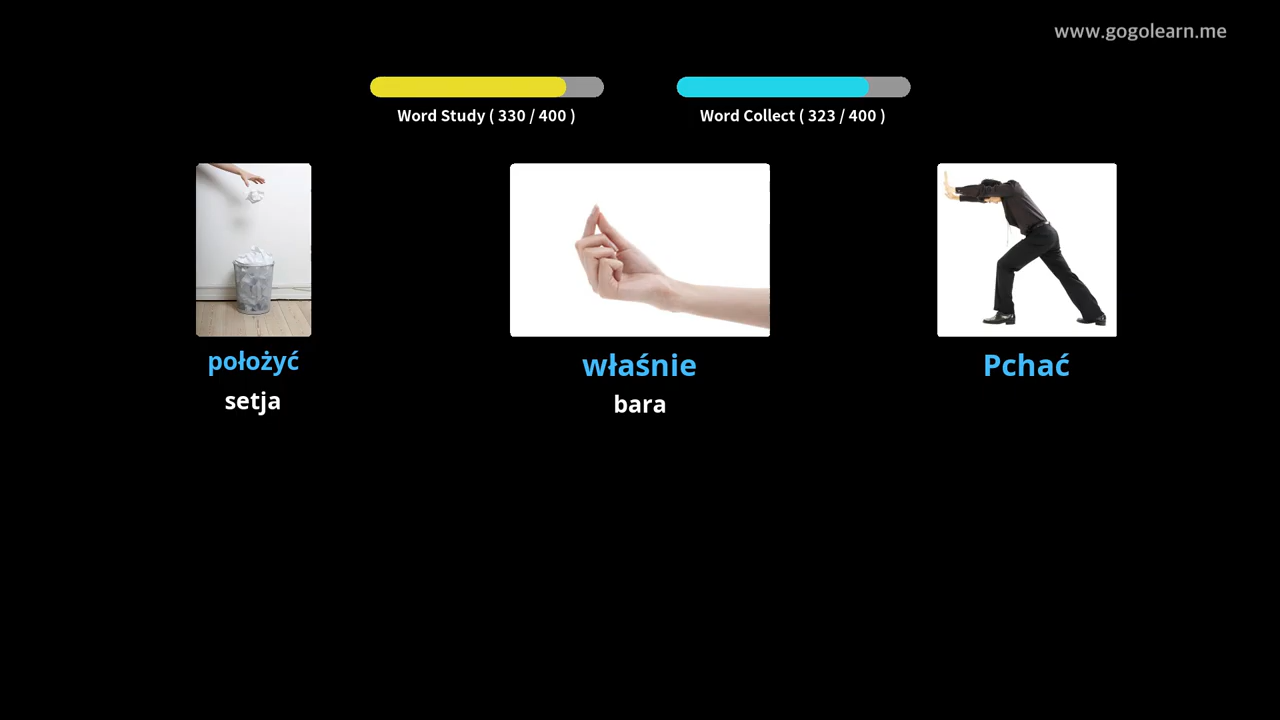 www.gogolearn.me
Word Study ( 330 / 400 )
Word Collect ( 323 / 400 )
położyć
setja
właśnie
bara
Pchać